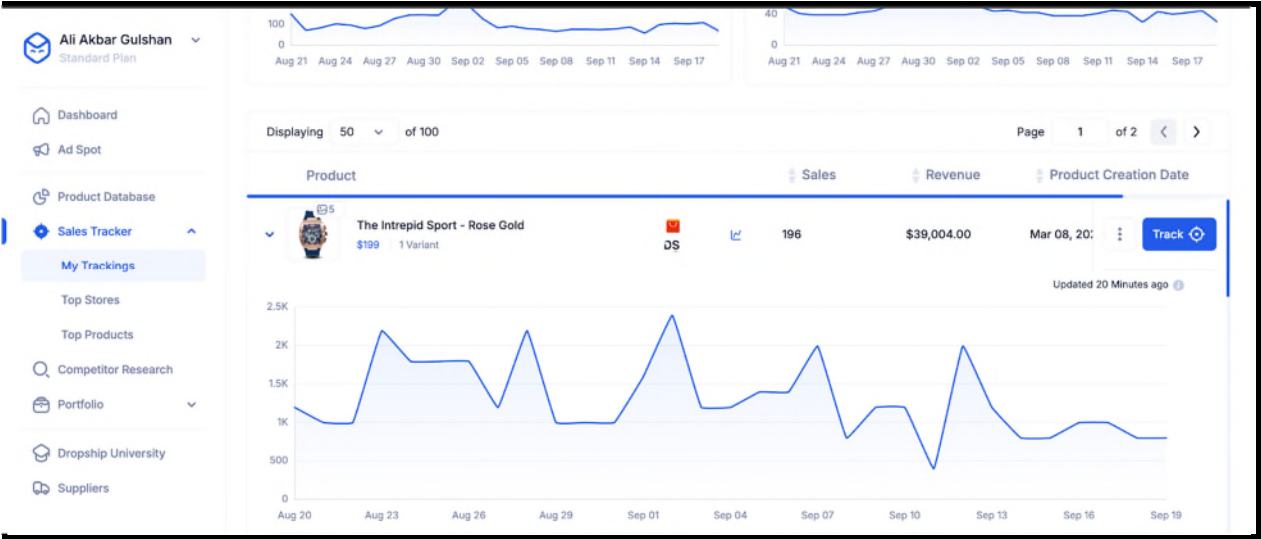 Ali Akbar Gulshan
Standard Plan
Dashboard
Ad Spot
Product Database
Sales Tracker
My Trackings
Top Stores
Top Products
Competitor Research
Portfolio
Dropship University
Suppliers
100
0
Aug 21 Aug 24 Aug 27 Aug 30 Sep 02 Sep 05 Sep 08 Sep 11 Sep 14 Sep 17
40
0
Aug 21 Aug 24 Aug 27 Aug 30 Sep 02 Sep 05 Sep 08 Sep 11 Sep 14 Sep 17
Displaying 50 of 100
Page 1 of 2
Product Sales Revenue Product Creation Date
5
The Intrepid Sport - Rose Gold
$199 1 Variant
DS
196 $39,004.00 Mar 08, 202
Track
Updated 20 Minutes ago
2.5K
2K
1.5K
1K
500
0
Aug 20 Aug 23 Aug 26 Aug 29 Sep 01 Sep 04 Sep 07 Sep 10 Sep 13 Sep 16 Sep 19